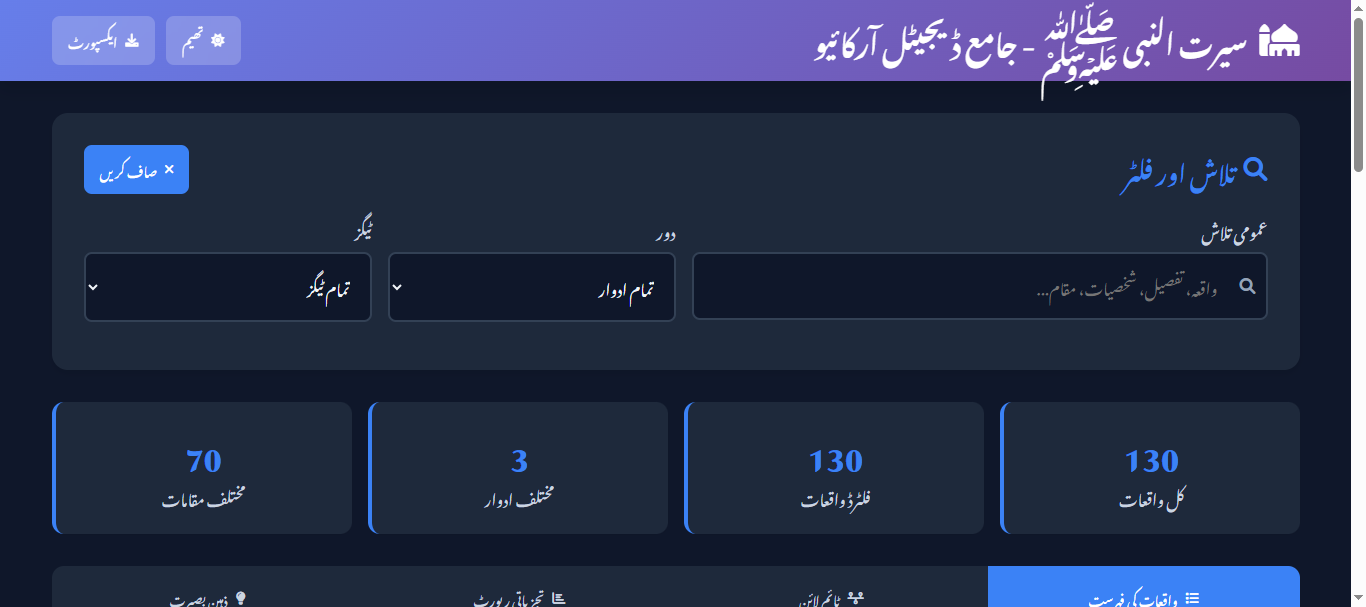 سیرت النبی ﷺ - جامع ڈیجیٹل آرکائیو
تھیم
ایکسپورٹ
تلاش اور فلٹر
صاف کریں
عمومی تلاش
دور
ٹیگز
واقعہ، تفصیل، شخصیات، مقام...
تمام ادوار
تمام ٹیگز
130
کل واقعات
130
فلٹرڈ واقعات
3
مختلف ادوار
70
مختلف مقامات
واقعات کی فہرست
ٹائم لائن
تجزیاتی رپورٹ
ذہین بصیرت